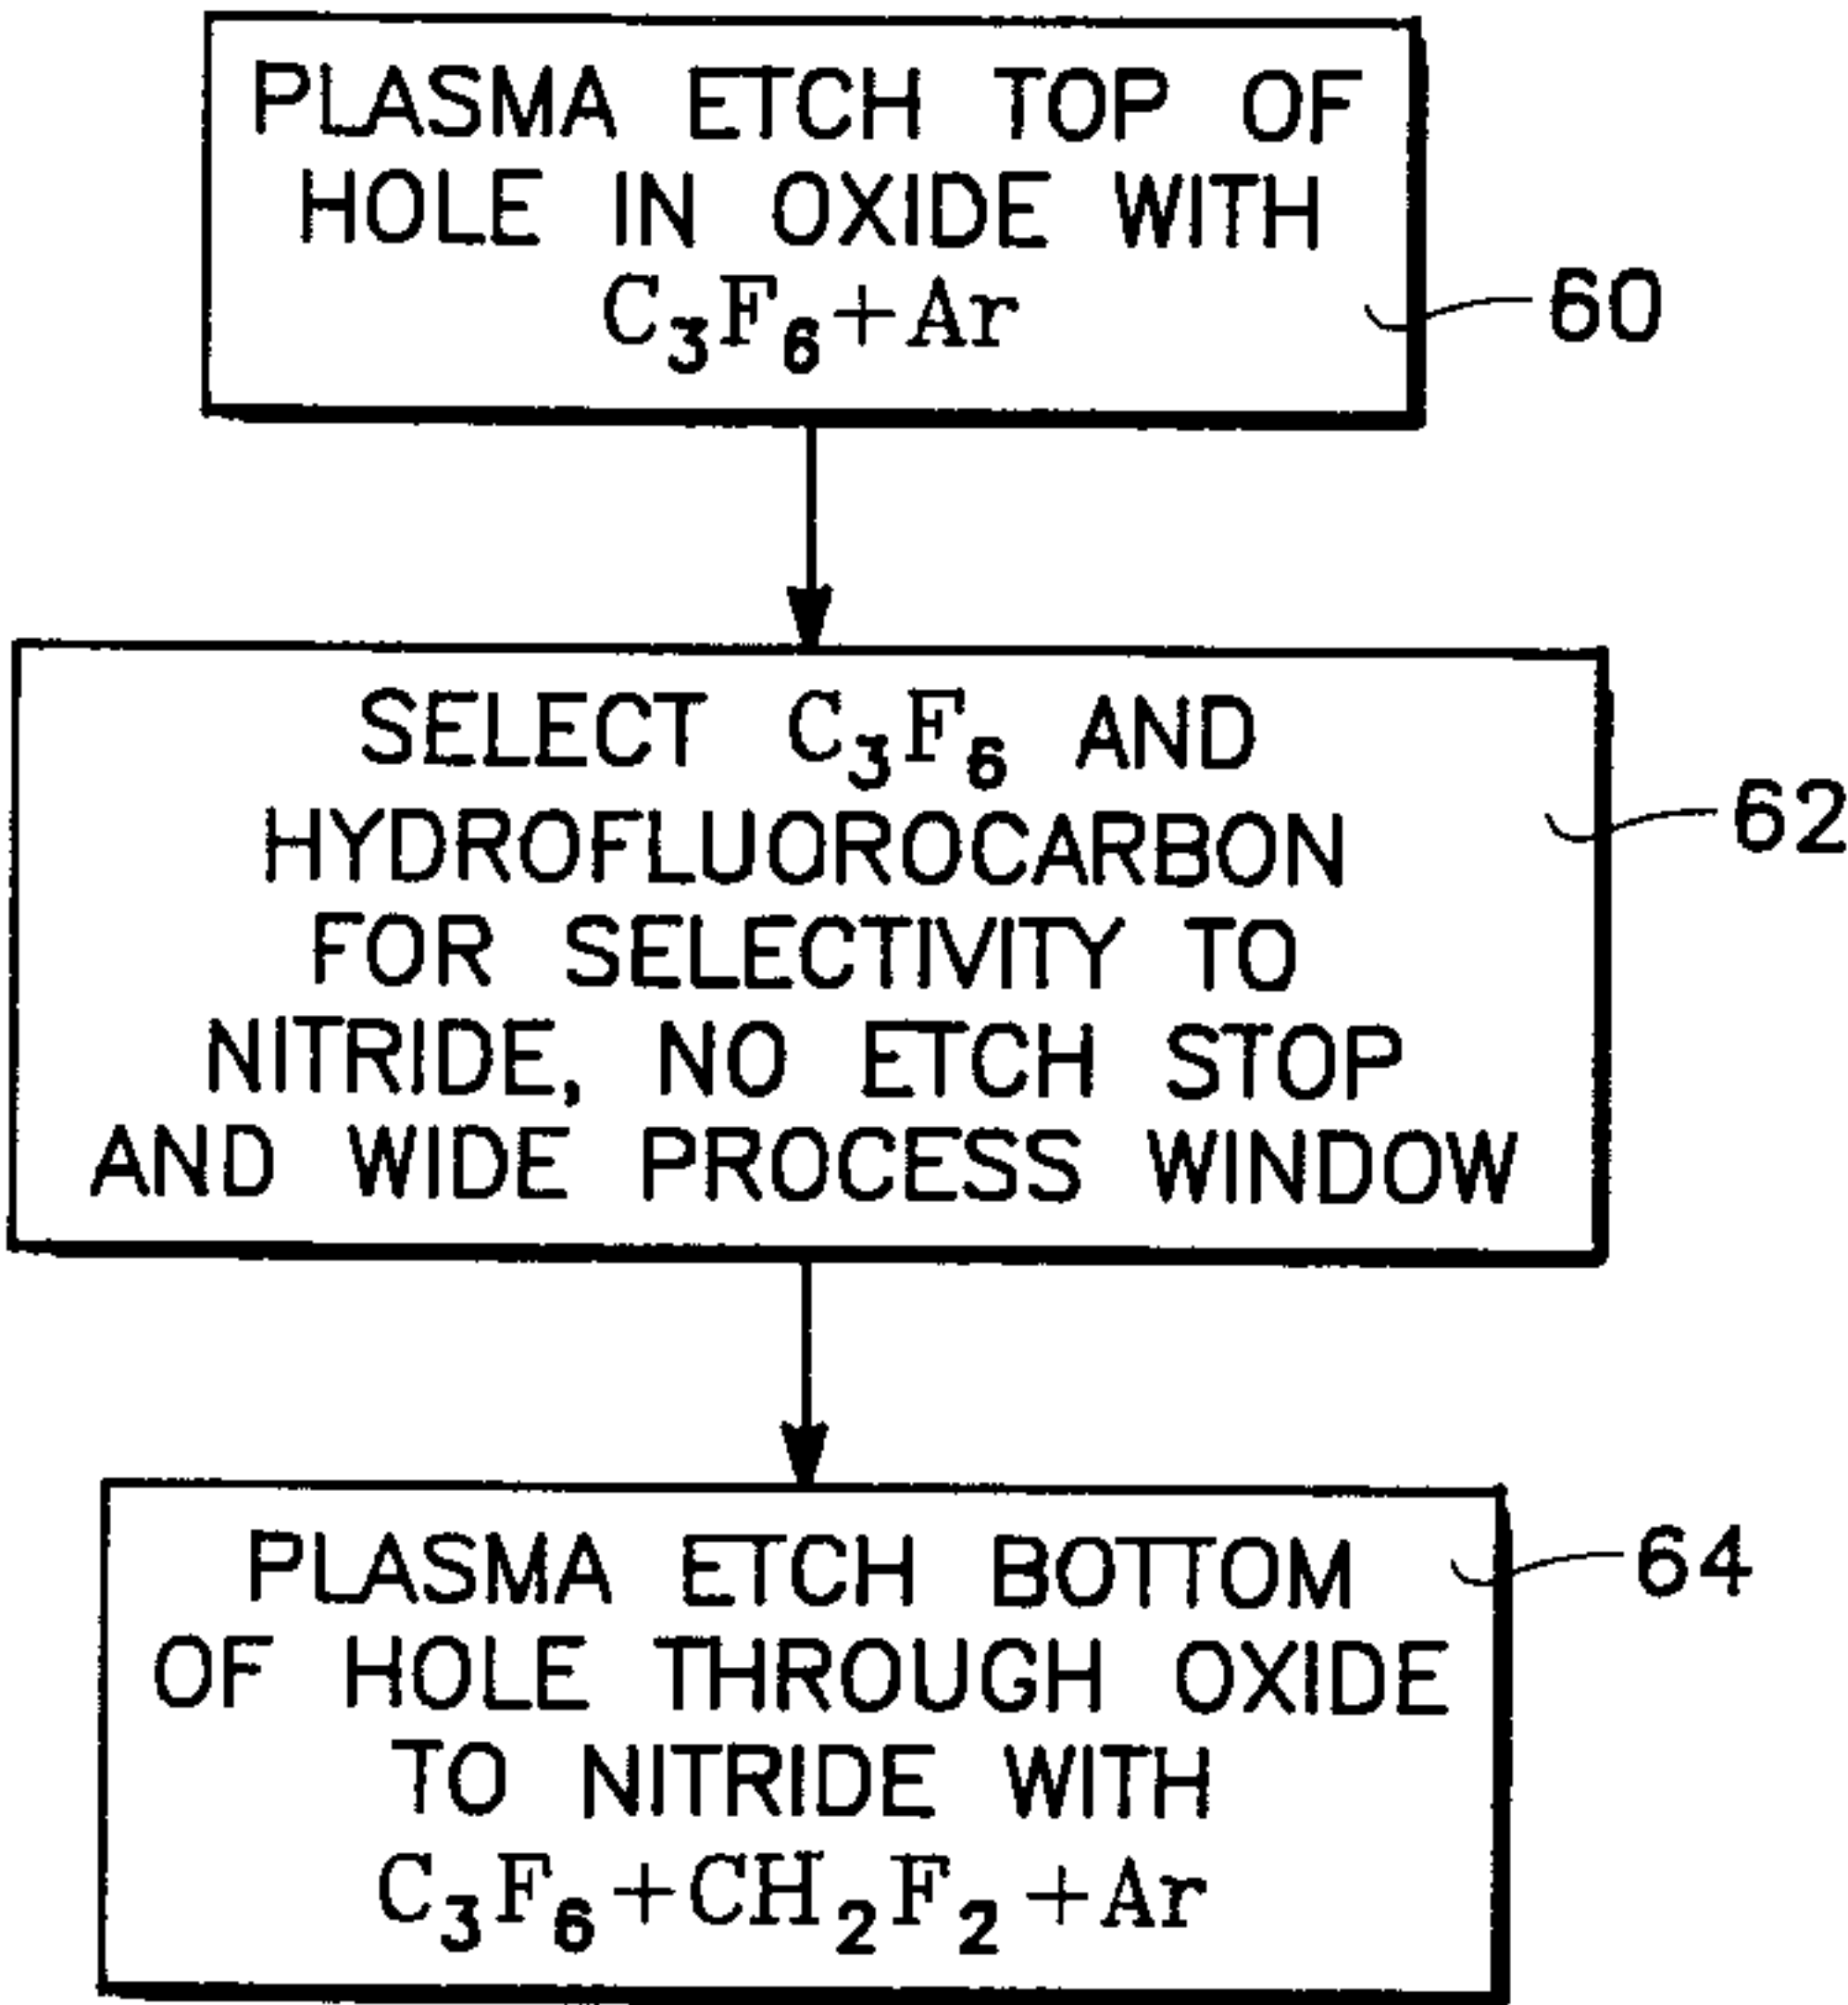 PLASMA ETCH TOP OF
HOLE IN OXIDE WITH
C₃F₆+Ar
60
SELECT C₃F₆ AND
HYDROFLUOROCARBON
FOR SELECTIVITY TO
NITRIDE, NO ETCH STOP
AND WIDE PROCESS WINDOW
62
PLASMA ETCH BOTTOM
OF HOLE THROUGH OXIDE
TO NITRIDE WITH
C₃F₆+CH₂F₂+Ar
64